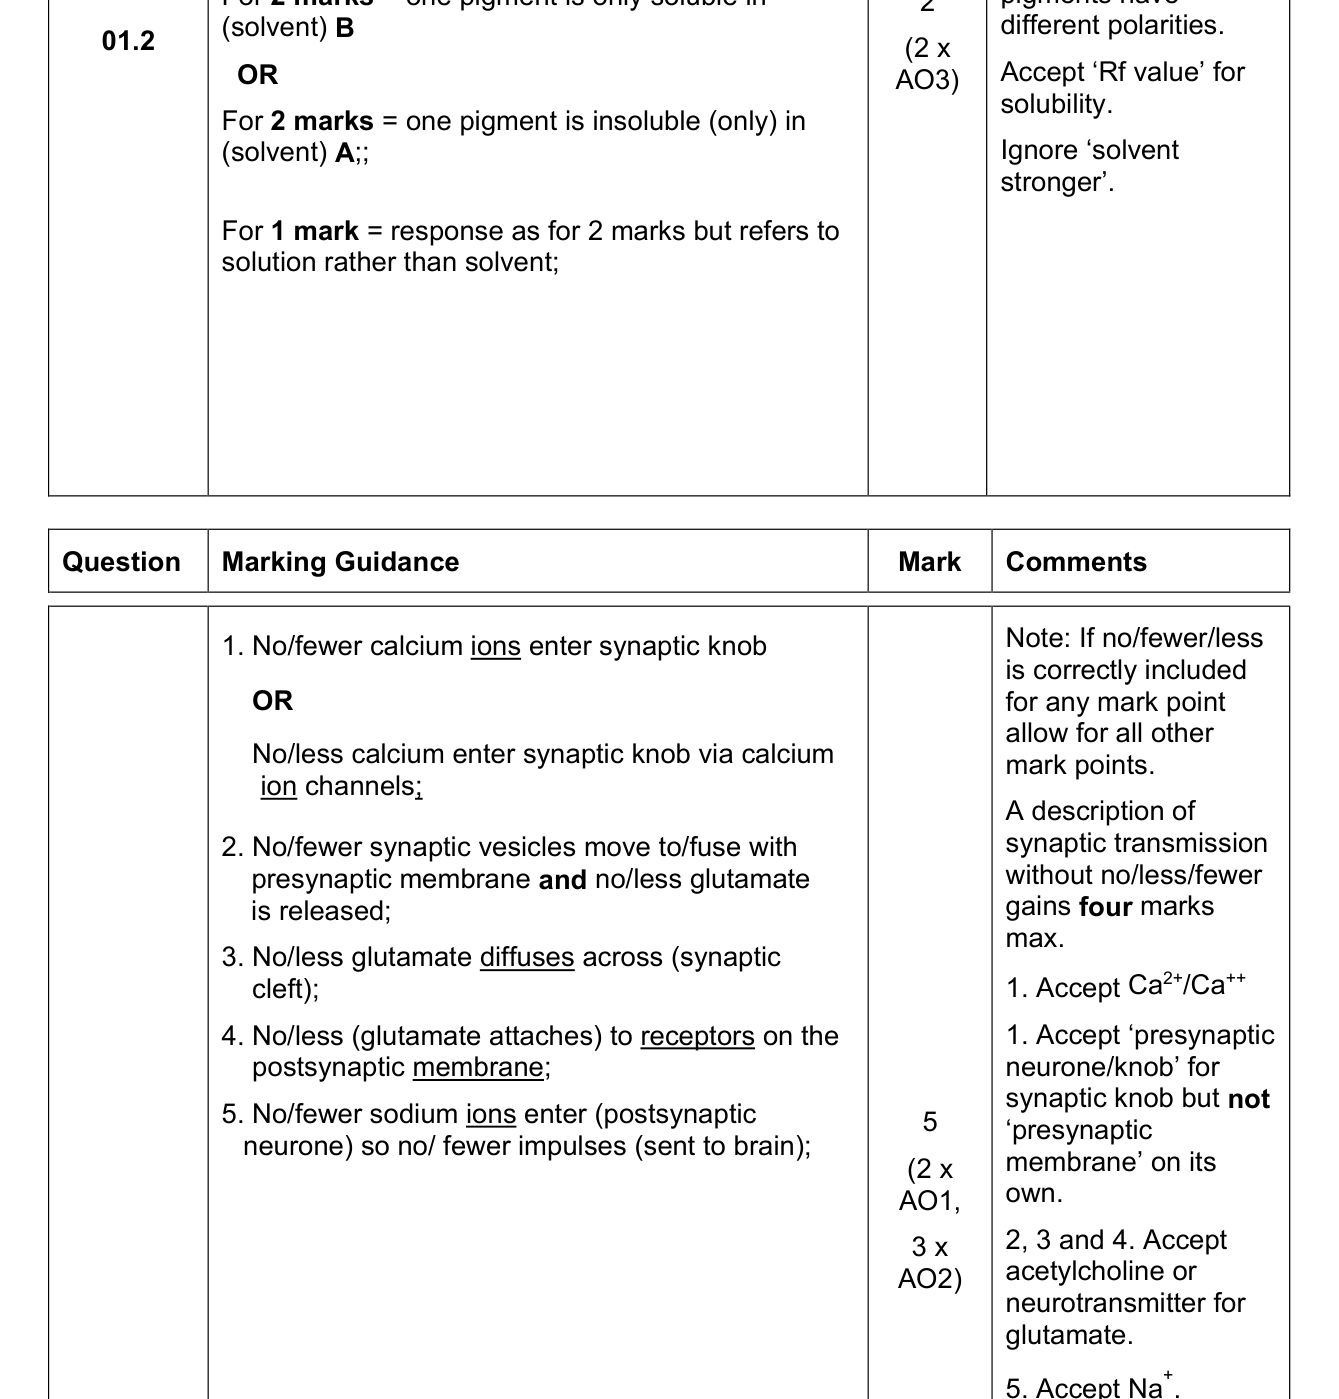 (solvent) B
01.2
OR
For 2 marks = one pigment is insoluble (only) in
(solvent) A;;
For 1 mark = response as for 2 marks but refers to
solution rather than solvent;
2
(2 x
AO3)
pigments have
different polarities.
Accept ‘Rf value’ for
solubility.
Ignore ‘solvent
stronger’.
Question Marking Guidance Mark Comments
1. No/fewer calcium ions enter synaptic knob
OR
No/less calcium enter synaptic knob via calcium
ion channels;
2. No/fewer synaptic vesicles move to/fuse with
presynaptic membrane and no/less glutamate
is released;
3. No/less glutamate diffuses across (synaptic
cleft);
4. No/less (glutamate attaches) to receptors on the
postsynaptic membrane;
5. No/fewer sodium ions enter (postsynaptic
neurone) so no/ fewer impulses (sent to brain);
5
(2 x
AO1,
3 x
AO2)
Note: If no/fewer/less
is correctly included
for any mark point
allow for all other
mark points.
A description of
synaptic transmission
without no/less/fewer
gains four marks
max.
1. Accept Ca²⁺/Ca⁺⁺
1. Accept ‘presynaptic
neurone/knob’ for
synaptic knob but not
‘presynaptic
membrane’ on its
own.
2, 3 and 4. Accept
acetylcholine or
neurotransmitter for
glutamate.
5. Accept Na⁺.